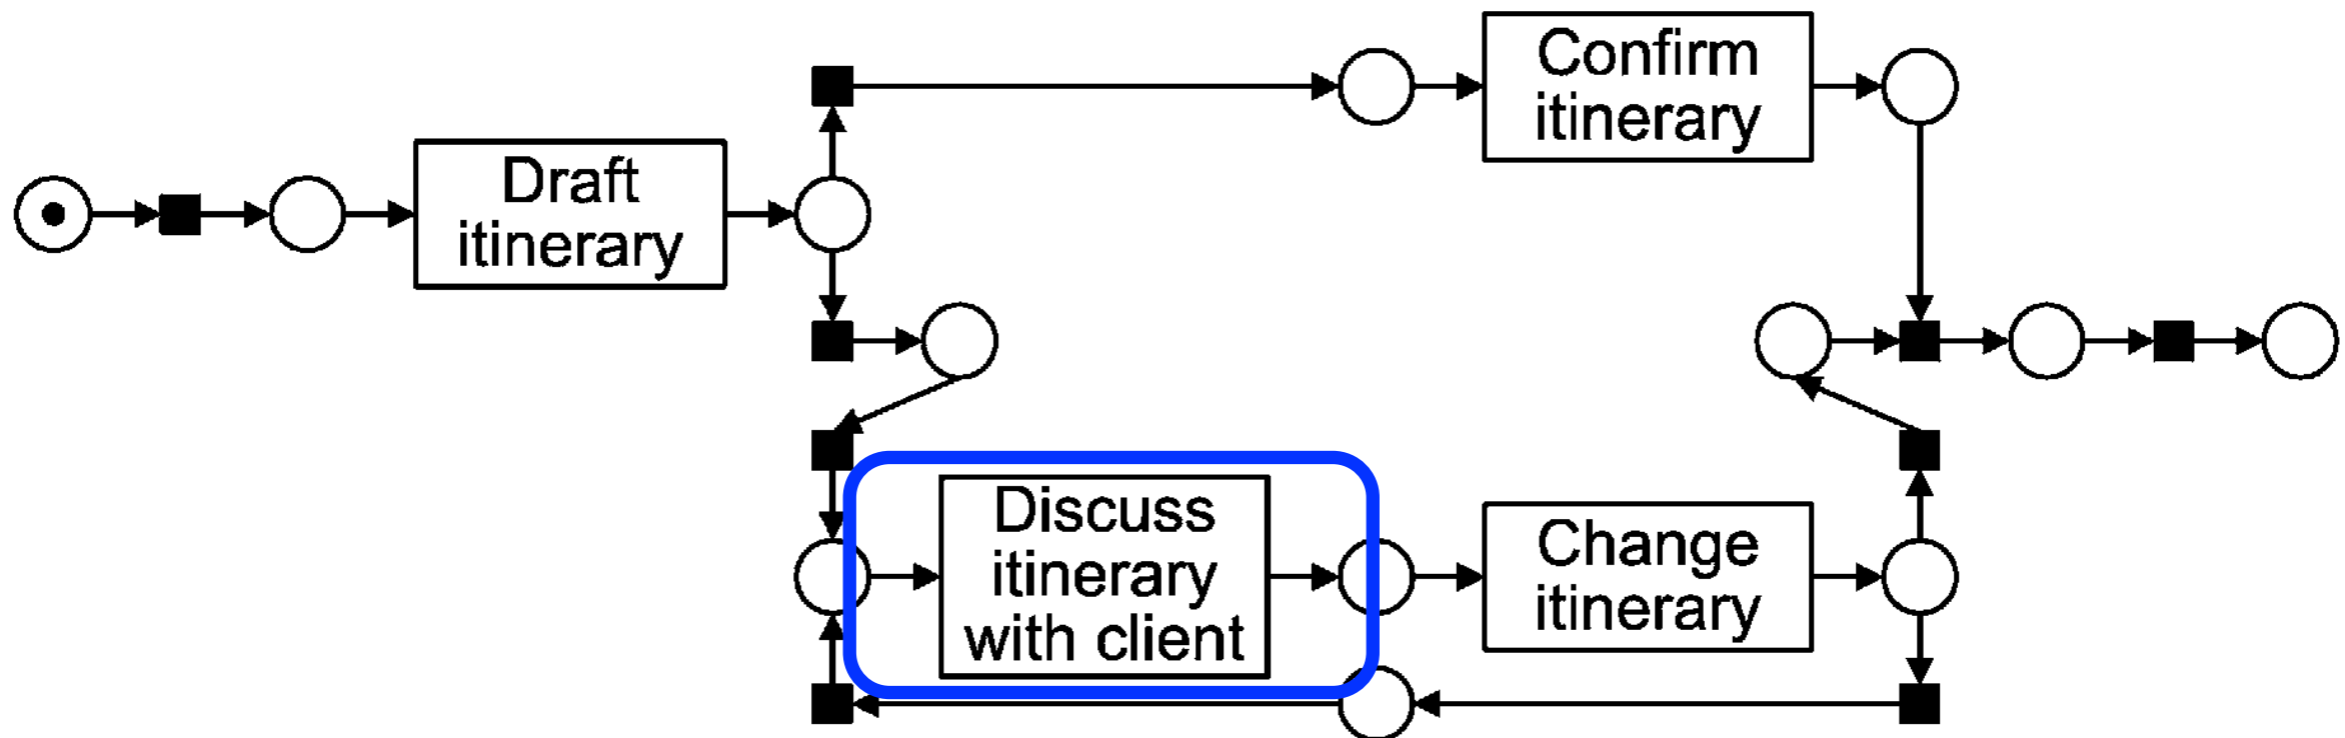 Confirm
itinerary
Draft
itinerary
Discuss
itinerary
with client
Change
itinerary